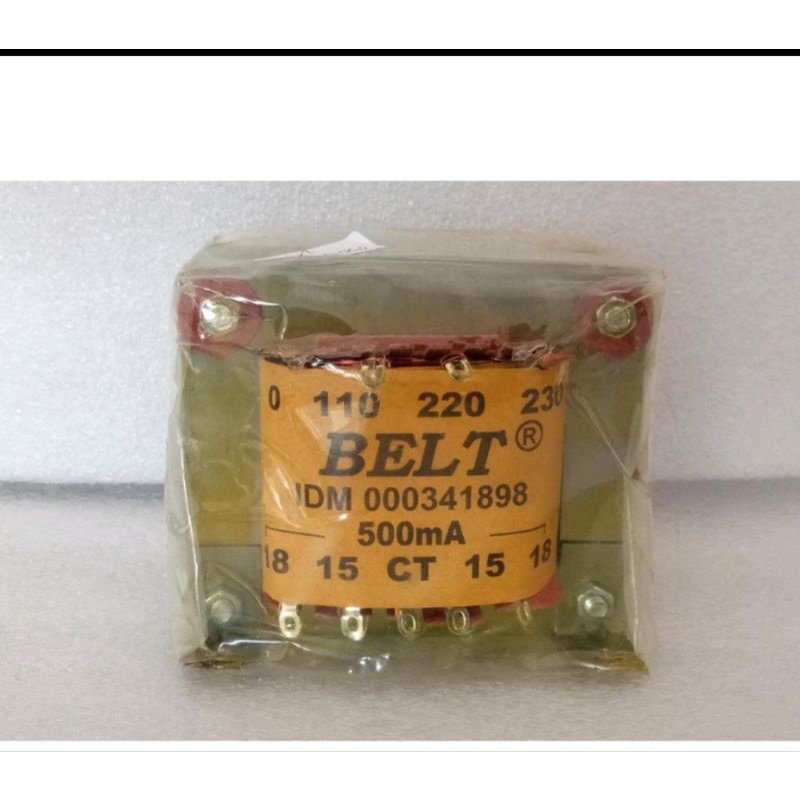 0 110 220 230
BELT®
IDM 000341898
500mA
18 15 CT 15 18